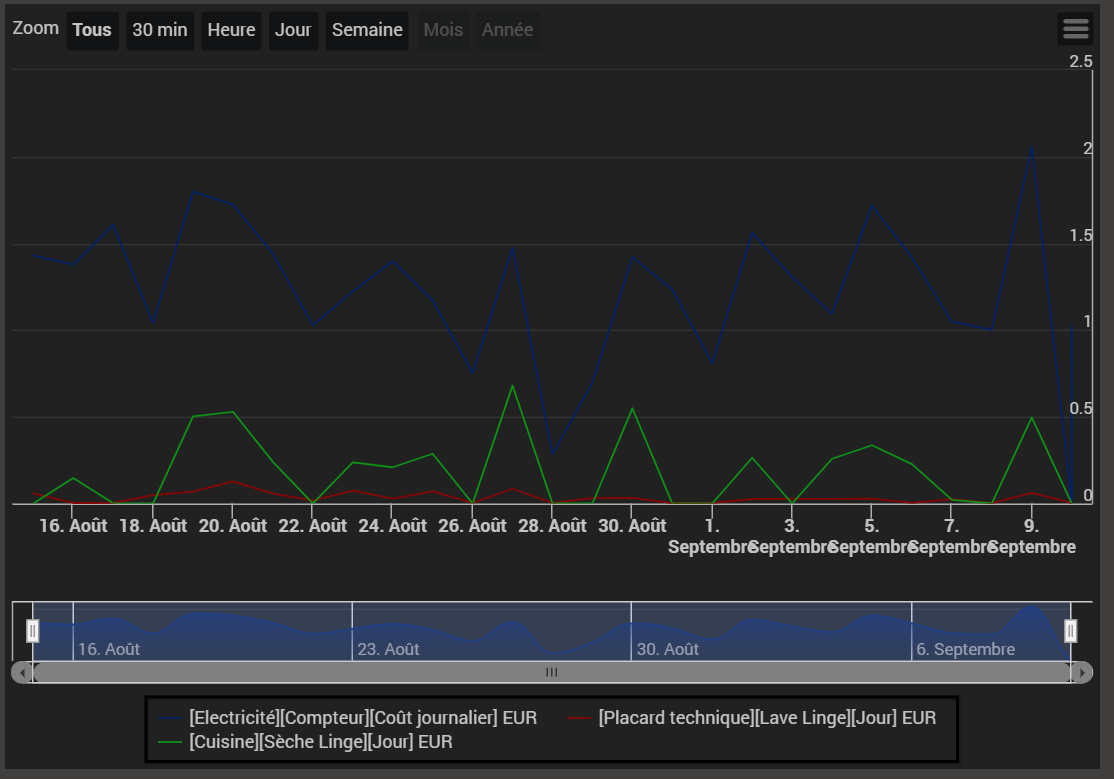 Zoom Tous 30 min Heure Jour Semaine Mois Année
2.5
2
1.5
1
0.5
0
16. Août 18. Août 20. Août 22. Août 24. Août 26. Août 28. Août 30. Août 1. Septembre 3. Septembre 5. Septembre 7. Septembre 9. Septembre
16. Août 23. Août 30. Août 6. Septembre
[Electricité][Compteur][Coût journalier] EUR [Placard technique][Lave Linge][Jour] EUR
[Cuisine][Sèche Linge][Jour] EUR